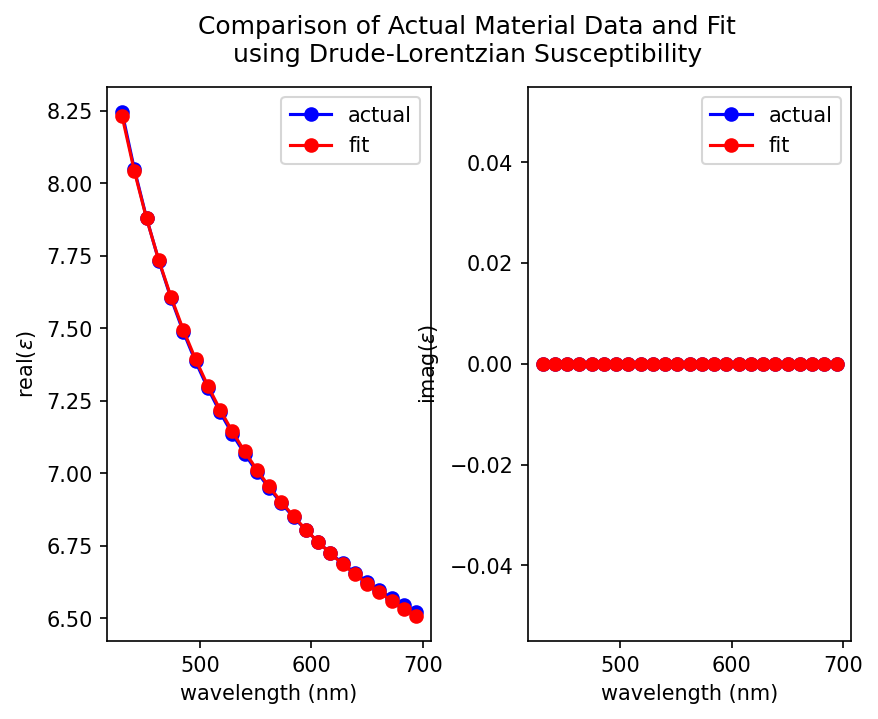 Comparison of Actual Material Data and Fit
using Drude-Lorentzian Susceptibility
real(ε)
8.25
8.00
7.75
7.50
7.25
7.00
6.75
6.50
500
600
700
wavelength (nm)
actual
fit
imag(ε)
0.04
0.02
0.00
−0.02
−0.04
500
600
700
wavelength (nm)
actual
fit